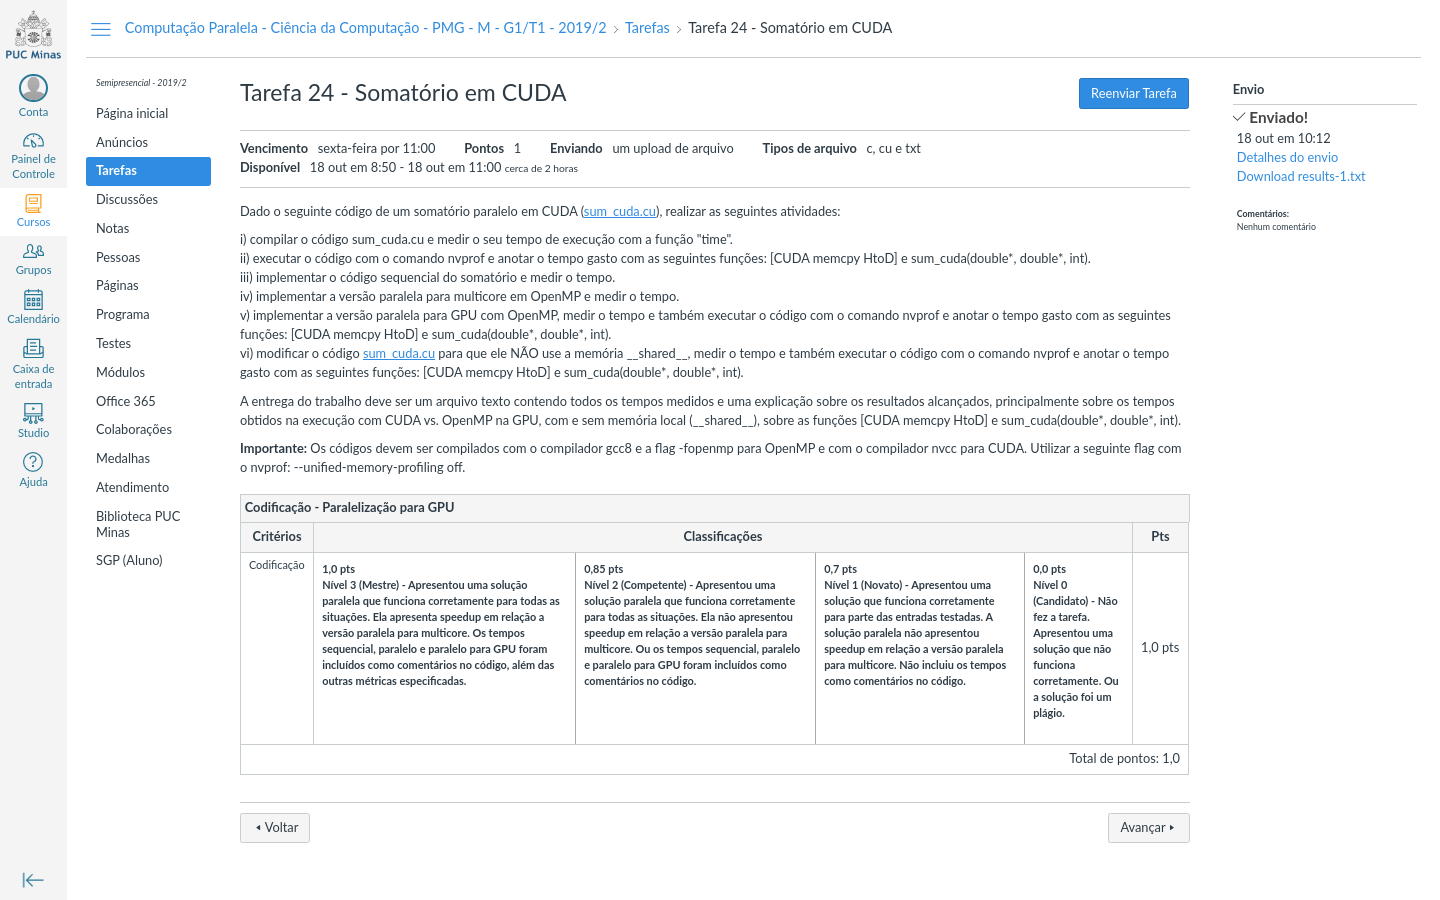 PUC Minas
Conta
Painel de
Controle
Cursos
Grupos
Calendário
Caixa de
entrada
Studio
Ajuda
Computação Paralela - Ciência da Computação - PMG - M - G1/T1 - 2019/2 > Tarefas > Tarefa 24 - Somatório em CUDA
Semipresencial - 2019/2
Página inicial
Anúncios
Tarefas
Discussões
Notas
Pessoas
Páginas
Programa
Testes
Módulos
Office 365
Colaborações
Medalhas
Atendimento
Biblioteca PUC
Minas
SGP (Aluno)
Tarefa 24 - Somatório em CUDA
Reenviar Tarefa
Vencimento sexta-feira por 11:00 Pontos 1 Enviando um upload de arquivo Tipos de arquivo c, cu e txt
Disponível 18 out em 8:50 - 18 out em 11:00 cerca de 2 horas
Dado o seguinte código de um somatório paralelo em CUDA (sum_cuda.cu), realizar as seguintes atividades:
i) compilar o código sum_cuda.cu e medir o seu tempo de execução com a função "time".
ii) executar o código com o comando nvprof e anotar o tempo gasto com as seguintes funções: [CUDA memcpy HtoD] e sum_cuda(double*, double*, int).
iii) implementar o código sequencial do somatório e medir o tempo.
iv) implementar a versão paralela para multicore em OpenMP e medir o tempo.
v) implementar a versão paralela para GPU com OpenMP, medir o tempo e também executar o código com o comando nvprof e anotar o tempo gasto com as seguintes
funções: [CUDA memcpy HtoD] e sum_cuda(double*, double*, int).
vi) modificar o código sum_cuda.cu para que ele NÃO use a memória __shared__, medir o tempo e também executar o código com o comando nvprof e anotar o tempo
gasto com as seguintes funções: [CUDA memcpy HtoD] e sum_cuda(double*, double*, int).
A entrega do trabalho deve ser um arquivo texto contendo todos os tempos medidos e uma explicação sobre os resultados alcançados, principalmente sobre os tempos
obtidos na execução com CUDA vs. OpenMP na GPU, com e sem memória local (__shared__), sobre as funções [CUDA memcpy HtoD] e sum_cuda(double*, double*, int).
Importante: Os códigos devem ser compilados com o compilador gcc8 e a flag -fopenmp para OpenMP e com o compilador nvcc para CUDA. Utilizar a seguinte flag com
o nvprof: --unified-memory-profiling off.
Codificação - Paralelização para GPU
Critérios Classificações Pts
Codificação
1,0 pts
Nível 3 (Mestre) - Apresentou uma solução
paralela que funciona corretamente para todas as
situações. Ela apresenta speedup em relação a
versão paralela para multicore. Os tempos
sequencial, paralelo e paralelo para GPU foram
incluídos como comentários no código, além das
outras métricas especificadas.
0,85 pts
Nível 2 (Competente) - Apresentou uma
solução paralela que funciona corretamente
para todas as situações. Ela não apresentou
speedup em relação a versão paralela para
multicore. Ou os tempos sequencial, paralelo
e paralelo para GPU foram incluídos como
comentários no código.
0,7 pts
Nível 1 (Novato) - Apresentou uma
solução que funciona corretamente
para parte das entradas testadas. A
solução paralela não apresentou
speedup em relação a versão paralela
para multicore. Não incluiu os tempos
como comentários no código.
0,0 pts
Nível 0
(Candidato) - Não
fez a tarefa.
Apresentou uma
solução que não
funciona
corretamente. Ou
a solução foi um
plágio.
1,0 pts
Total de pontos: 1,0
Voltar
Avançar
Envio
Enviado!
18 out em 10:12
Detalhes do envio
Download results-1.txt
Comentários:
Nenhum comentário